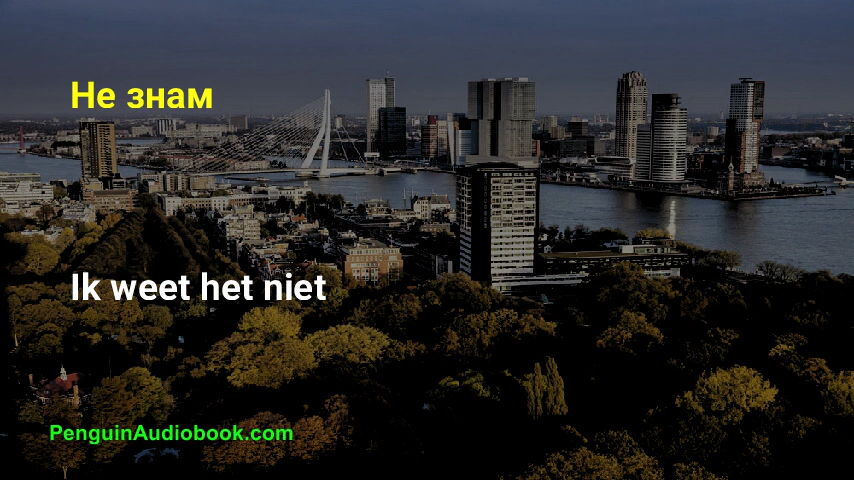 Не знам
Ik weet het niet
PenguinAudiobook.com